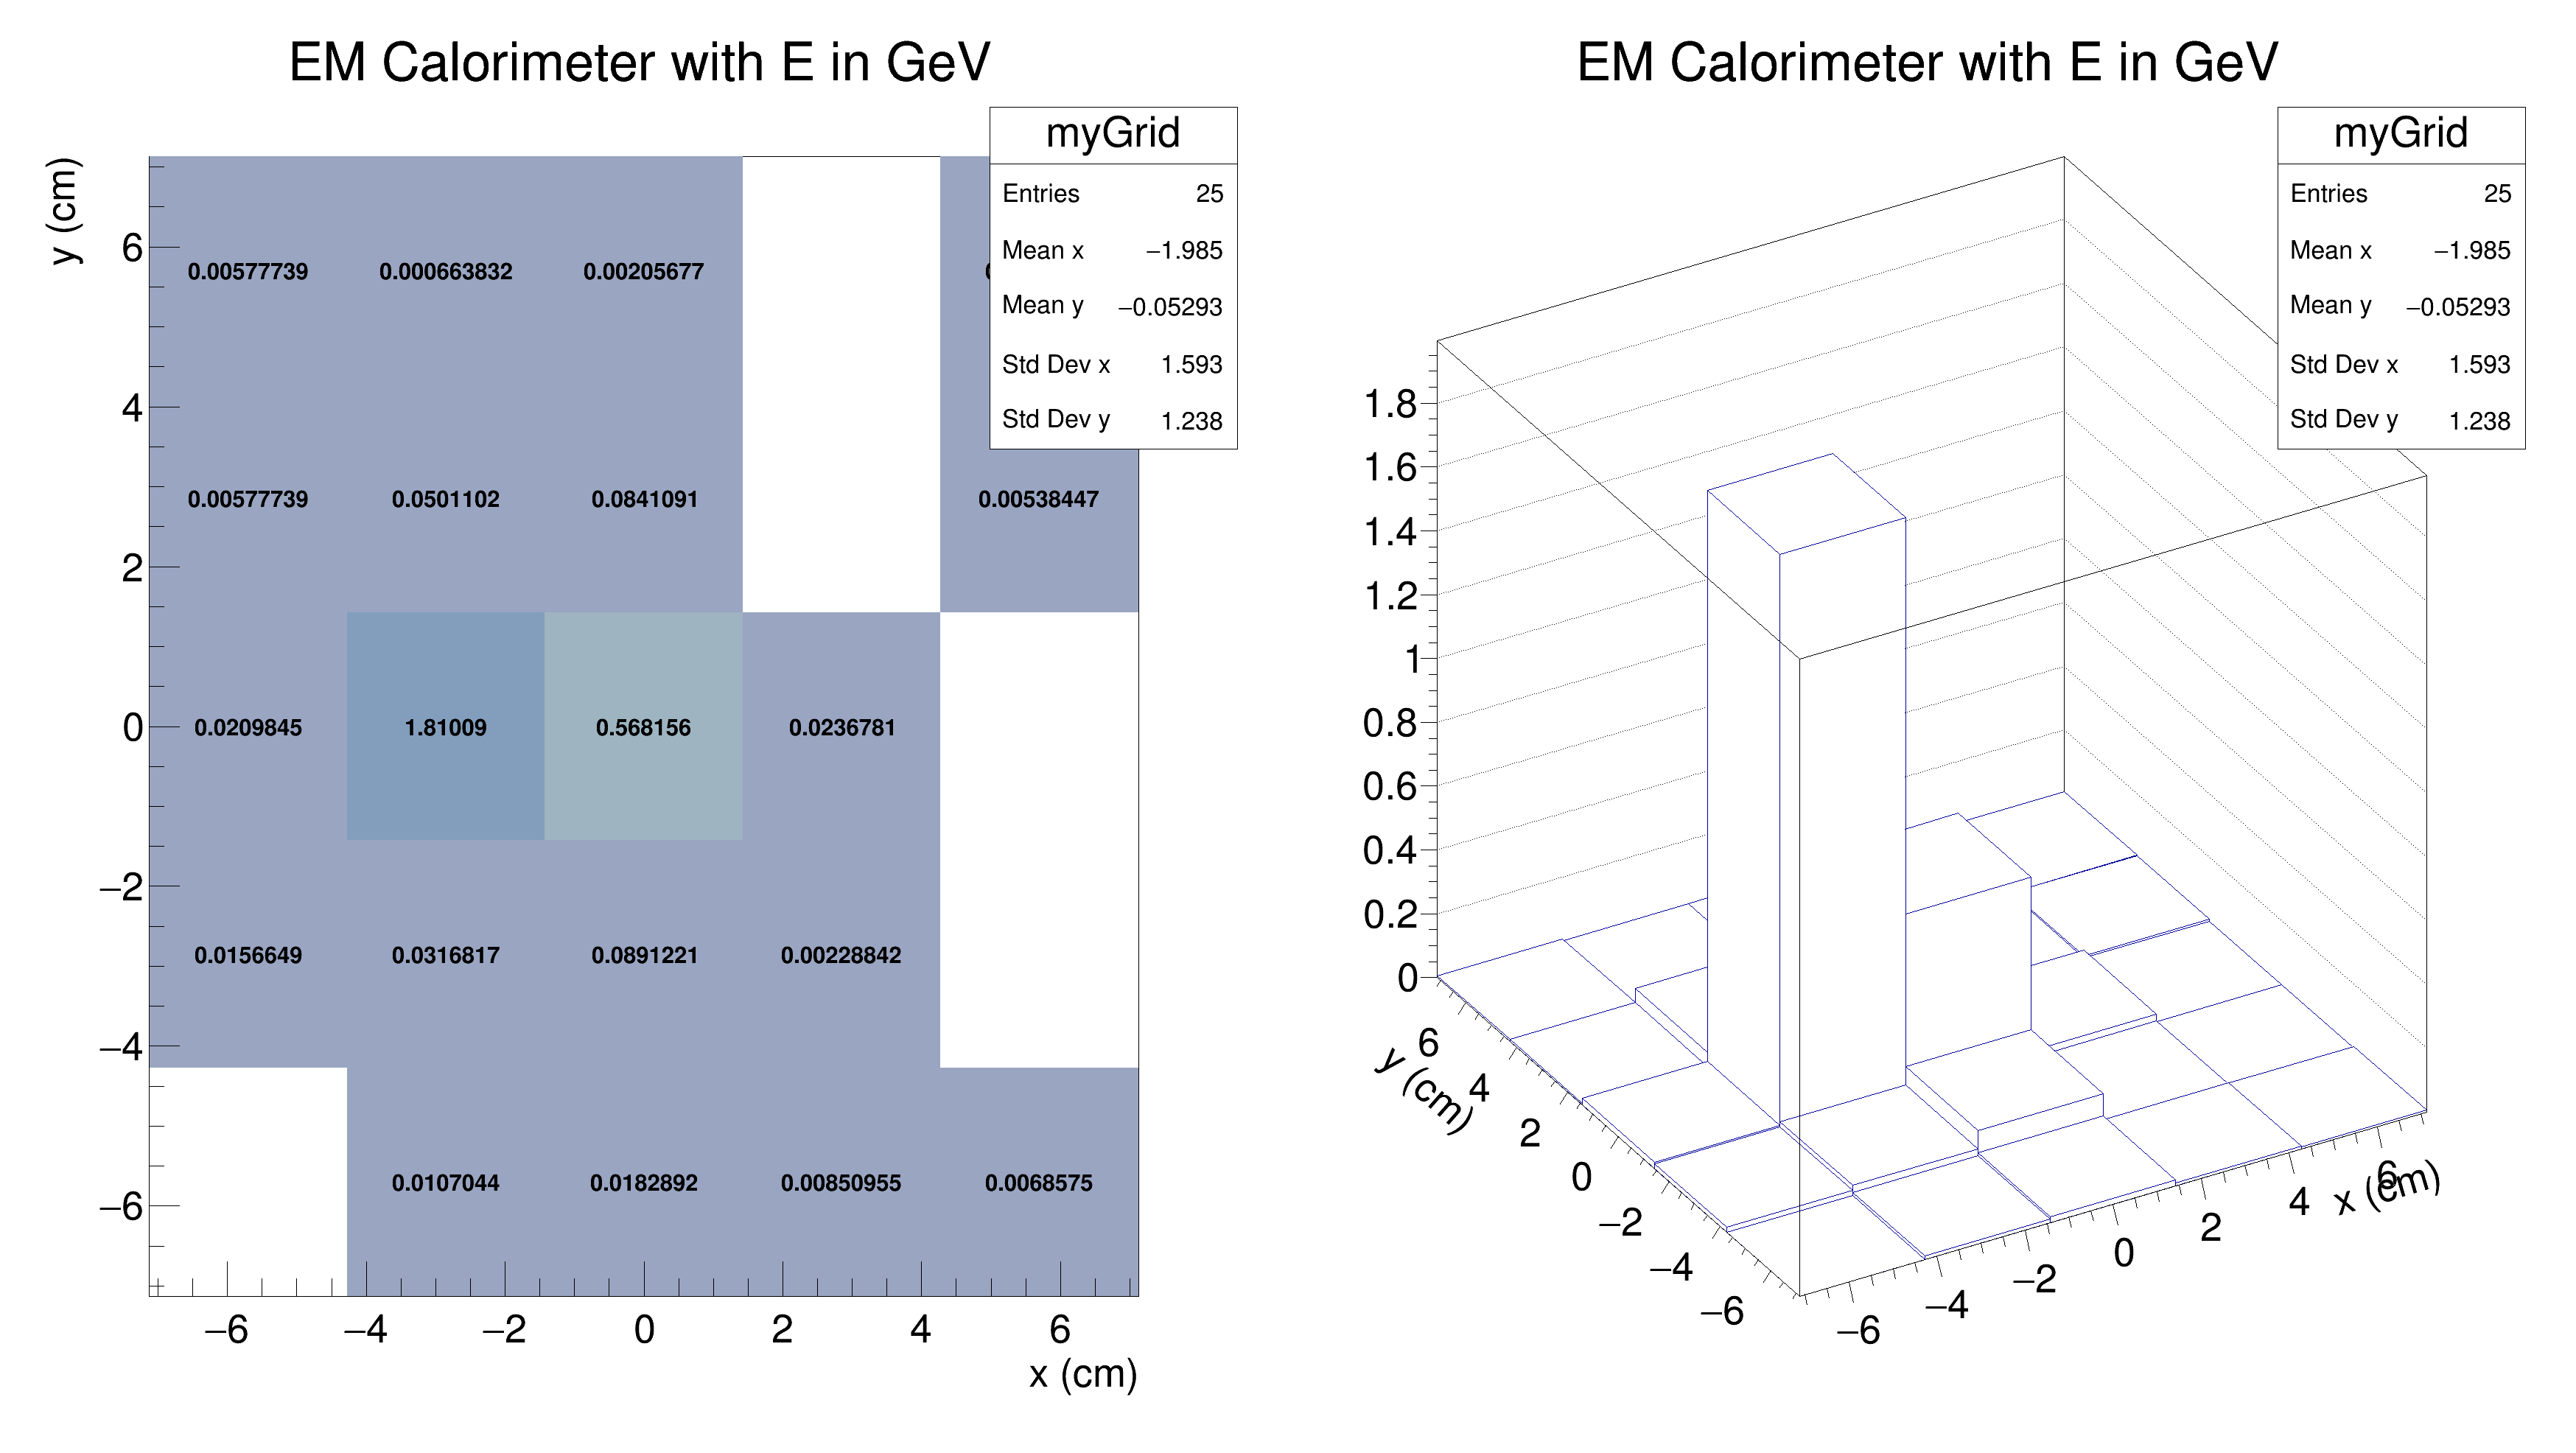 EM Calorimeter with E in GeV
myGrid
Entries 25
Mean x −1.985
Mean y −0.05293
Std Dev x 1.593
Std Dev y 1.238
y (cm)
6
4
2
0
−2
−4
−6
0.00577739 0.000663832 0.00205677
0.00577739 0.0501102 0.0841091 0.00538447
0.0209845 1.81009 0.568156 0.0236781
0.0156649 0.0316817 0.0891221 0.00228842
0.0107044 0.0182892 0.00850955 0.0068575
−6 −4 −2 0 2 4 6
x (cm)
EM Calorimeter with E in GeV
myGrid
Entries 25
Mean x −1.985
Mean y −0.05293
Std Dev x 1.593
Std Dev y 1.238
1.8
1.6
1.4
1.2
1
0.8
0.6
0.4
0.2
0
y (cm)
6
4
2
0
−2
−4
−6
−6
−4
−2
0
2
4
6
x (cm)